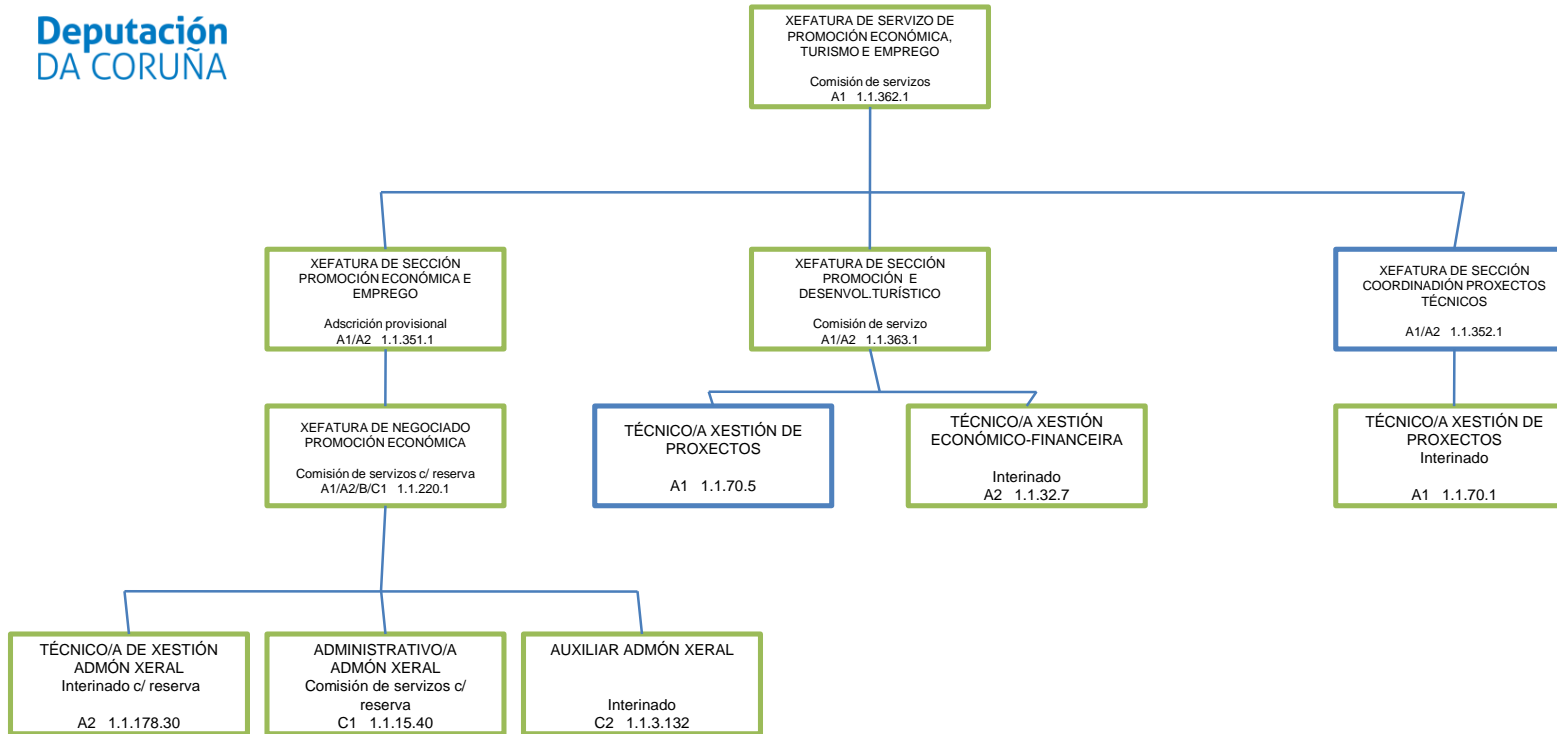 Deputación
DA CORUÑA
XEFATURA DE SERVIZO DE
PROMOCIÓN ECONÓMICA,
TURISMO E EMPREGO
Comisión de servizos
A1 1.1.362.1
XEFATURA DE SECCIÓN
PROMOCIÓN ECONÓMICA E
EMPREGO
Adscrición provisional
A1/A2 1.1.351.1
XEFATURA DE SECCIÓN
PROMOCIÓN E
DESENVOL.TURÍSTICO
Comisión de servizo
A1/A2 1.1.363.1
XEFATURA DE SECCIÓN
COORDINADIÓN PROXECTOS
TÉCNICOS
A1/A2 1.1.352.1
XEFATURA DE NEGOCIADO
PROMOCIÓN ECONÓMICA
Comisión de servizos c/ reserva
A1/A2/B/C1 1.1.220.1
TÉCNICO/A XESTIÓN DE
PROXECTOS
A1 1.1.70.5
TÉCNICO/A XESTIÓN
ECONÓMICO-FINANCEIRA
Interinado
A2 1.1.32.7
TÉCNICO/A XESTIÓN DE
PROXECTOS
Interinado
A1 1.1.70.1
TÉCNICO/A DE XESTIÓN
ADMÓN XERAL
Interinado c/ reserva
A2 1.1.178.30
ADMINISTRATIVO/A
ADMÓN XERAL
Comisión de servizos c/
reserva
C1 1.1.15.40
AUXILIAR ADMÓN XERAL
Interinado
C2 1.1.3.132